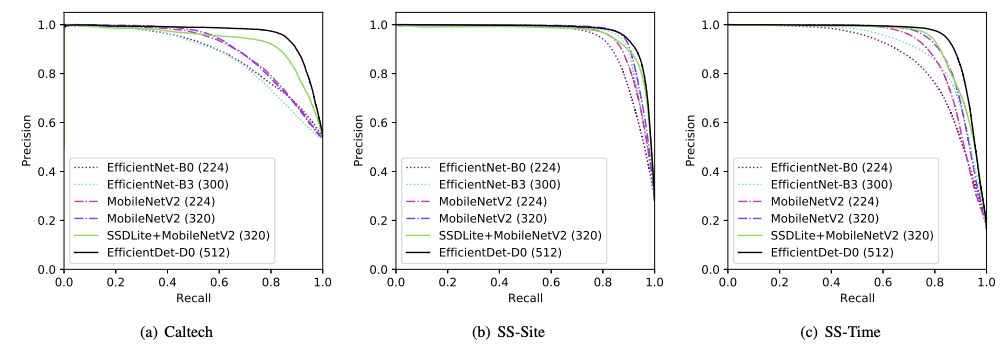 Precision
1.0
0.8
0.6
0.4
0.2
0.0
EfficientNet-B0 (224)
EfficientNet-B3 (300)
MobileNetV2 (224)
MobileNetV2 (320)
SSDLite+MobileNetV2 (320)
EfficientDet-D0 (512)
0.0 0.2 0.4 0.6 0.8 1.0
Recall
(a) Caltech
Precision
1.0
0.8
0.6
0.4
0.2
0.0
EfficientNet-B0 (224)
EfficientNet-B3 (300)
MobileNetV2 (224)
MobileNetV2 (320)
SSDLite+MobileNetV2 (320)
EfficientDet-D0 (512)
0.0 0.2 0.4 0.6 0.8 1.0
Recall
(b) SS-Site
Precision
1.0
0.8
0.6
0.4
0.2
0.0
EfficientNet-B0 (224)
EfficientNet-B3 (300)
MobileNetV2 (224)
MobileNetV2 (320)
SSDLite+MobileNetV2 (320)
EfficientDet-D0 (512)
0.0 0.2 0.4 0.6 0.8 1.0
Recall
(c) SS-Time